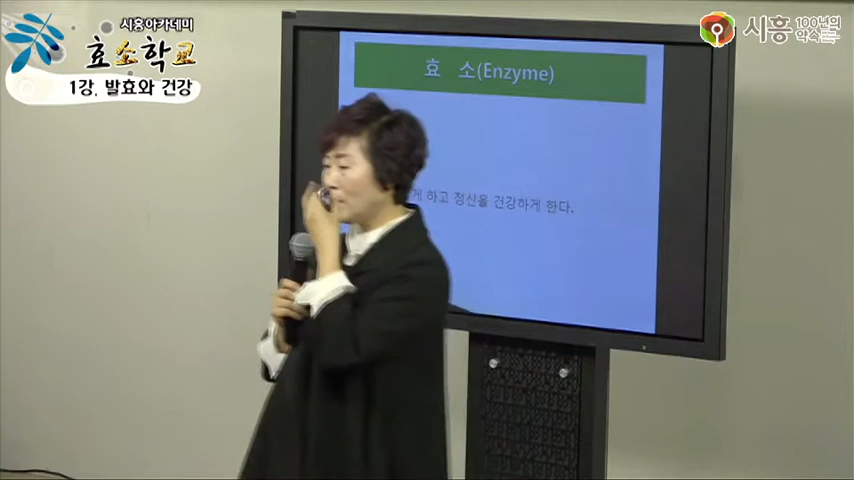 시흥아카데미
효소학교
1강. 발효와 건강
시흥 100년의 약속
효 소(Enzyme)
게 하고 정신을 건강하게 한다.